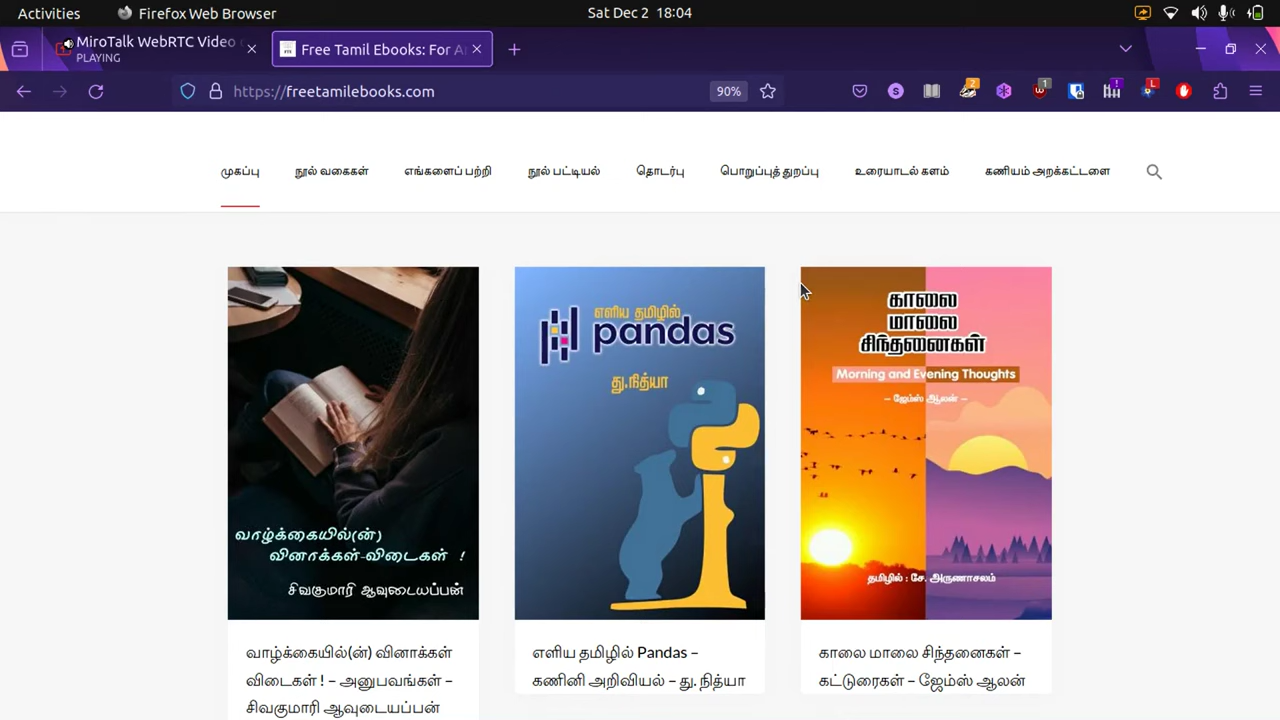 Activities
Firefox Web Browser
Sat Dec 2 18:04
MiroTalk WebRTC Video
PLAYING
Free Tamil Ebooks: For A
https://freetamilebooks.com
90%
2
1
L
முகப்பு
நூல் வகைகள்
எங்களைப் பற்றி
நூல் பட்டியல்
தொடர்பு
பொறுப்புத் துறப்பு
உரையாடல் களம்
கணியம் அறக்கட்டளை
வாழ்க்கையில்(ன்)
வினாக்கள்-விடைகள் !
சிவகுமாரி ஆவுடையப்பன்
எளிய தமிழில்
pandas
து.நித்யா
காலை
மாலை
சிந்தனைகள்
Morning and Evening Thoughts
– ஜேம்ஸ் ஆலன் –
தமிழில் : சே. அருணாசலம்
வாழ்க்கையில்(ன்) வினாக்கள்
விடைகள் ! – அனுபவங்கள் –
சிவகுமாரி ஆவுடையப்பன்
எளிய தமிழில் Pandas –
கணினி அறிவியல் – து. நித்யா
காலை மாலை சிந்தனைகள் –
கட்டுரைகள் – ஜேம்ஸ் ஆலன்